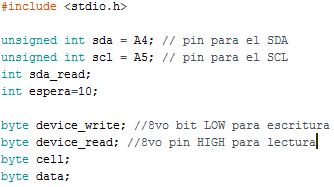 #include <stdio.h>
unsigned int sda = A4; // pin para el SDA
unsigned int scl = A5; // pin para el SCL
int sda_read;
int espera=10;
byte device_write; //8vo bit LOW para escritura
byte device_read; //8vo pin HIGH para lectura
byte cell;
byte data;